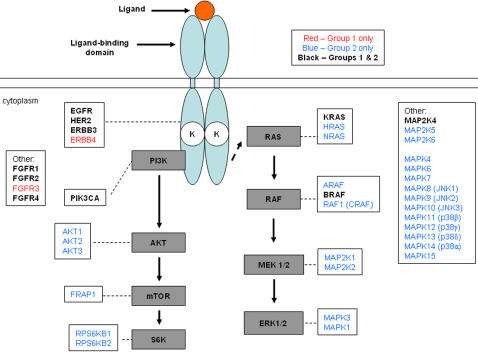 Ligand
Ligand-binding
domain
Red – Group 1 only
Blue – Group 2 only
Black – Groups 1 & 2
cytoplasm
EGFR
HER2
ERBB3
ERBB4
K
K
Other:
FGFR1
FGFR2
FGFR3
FGFR4
PI3K
PIK3CA
AKT1
AKT2
AKT3
AKT
FRAP1
mTOR
RPS6KB1
RPS6KB2
S6K
RAS
KRAS
HRAS
NRAS
RAF
ARAF
BRAF
RAF1 (CRAF)
MEK 1/2
MAP2K1
MAP2K2
ERK1/2
MAPK3
MAPK1
Other:
MAP2K4
MAP2K5
MAP2K6
MAPK4
MAPK6
MAPK7
MAPK8 (JNK1)
MAPK9 (JNK2)
MAPK10 (JNK3)
MAPK11 (p38β)
MAPK12 (p38γ)
MAPK13 (p38δ)
MAPK14 (p38α)
MAPK15